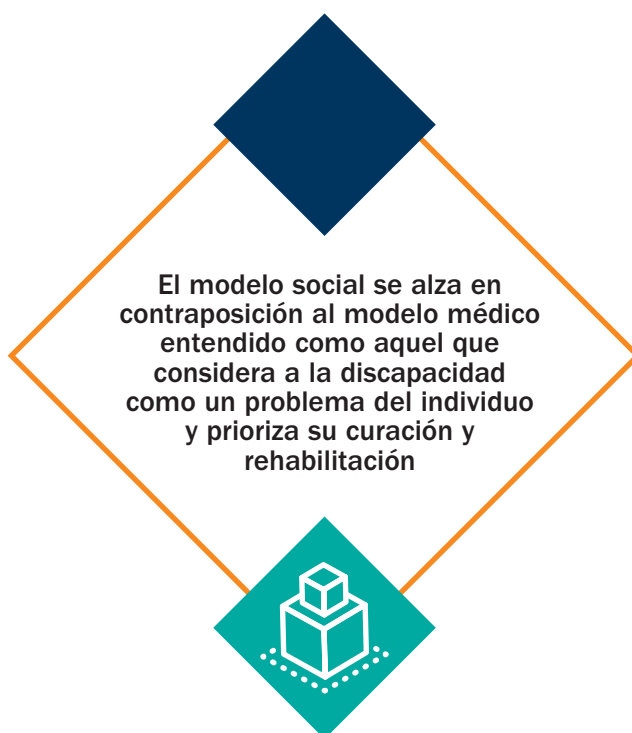 El modelo social se alza en
contraposición al modelo médico
entendido como aquel que
considera a la discapacidad
como un problema del individuo
y prioriza su curación y
rehabilitación